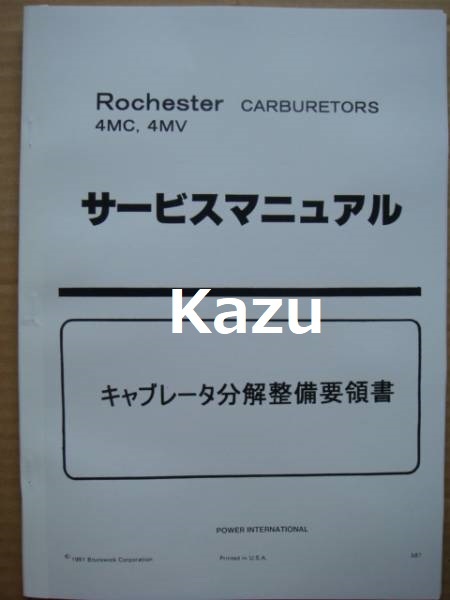 Rochester CARBURETORS
4MC, 4MV
サービスマニュアル
Kazu
キャブレータ分解整備要領書
POWER INTERNATIONAL
© 1981 Brunswick Corporation Printed in U.S.A.